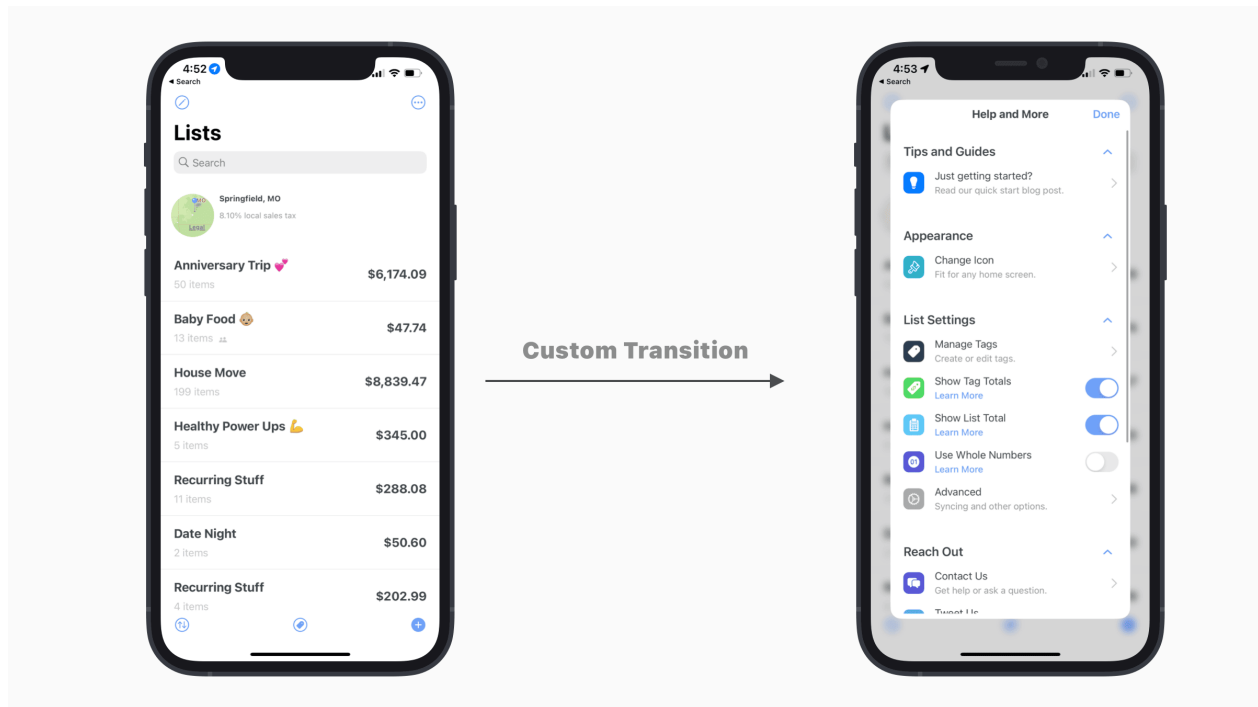 4:52
◀ Search
Lists
Search
Springfield, MO
8.10% local sales tax
Legal
Anniversary Trip 💕
$6,174.09
50 items
Baby Food 👶🏼
$47.74
13 items
House Move
$8,839.47
199 items
Healthy Power Ups 💪
$345.00
5 items
Recurring Stuff
$288.08
11 items
Date Night
$50.60
2 items
Recurring Stuff
$202.99
4 items
Custom Transition
4:53
◀ Search
Help and More
Done
Tips and Guides
Just getting started?
Read our quick start blog post.
Appearance
Change Icon
Fit for any home screen.
List Settings
Manage Tags
Create or edit tags.
Show Tag Totals
Learn More
Show List Total
Learn More
Use Whole Numbers
Learn More
01
Advanced
Syncing and other options.
Reach Out
Contact Us
Get help or ask a question.
Tweet Us